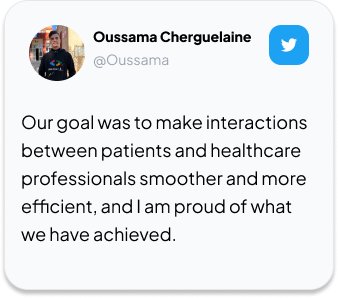 Oussama Cherguelaine
@Oussama
Our goal was to make interactions
between patients and healthcare
professionals smoother and more
efficient, and I am proud of what
we have achieved.